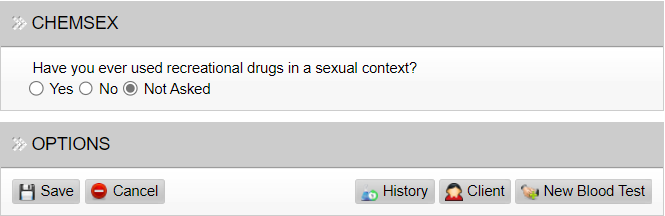 CHEMSEX
Have you ever used recreational drugs in a sexual context?
Yes No Not Asked
OPTIONS
Save Cancel History Client New Blood Test